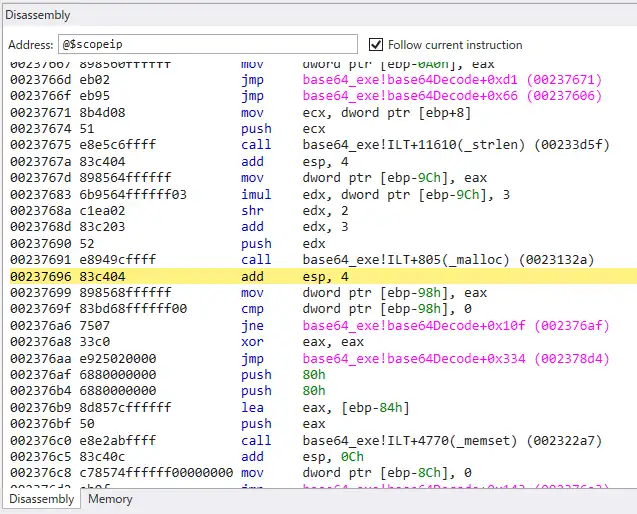 Disassembly
Address: @$scopeip Follow current instruction
00237667 898560ffffff mov dword ptr [ebp-0A0h], eax
0023766d eb02 jmp base64_exe!base64Decode+0xd1 (00237671)
0023766f eb95 jmp base64_exe!base64Decode+0x66 (00237606)
00237671 8b4d08 mov ecx, dword ptr [ebp+8]
00237674 51 push ecx
00237675 e8e5c6ffff call base64_exe!ILT+11610(_strlen) (00233d5f)
0023767a 83c404 add esp, 4
0023767d 898564ffffff mov dword ptr [ebp-9Ch], eax
00237683 6b9564ffffff03 imul edx, dword ptr [ebp-9Ch], 3
0023768a c1ea02 shr edx, 2
0023768d 83c203 add edx, 3
00237690 52 push edx
00237691 e8949cffff call base64_exe!ILT+805(_malloc) (0023132a)
00237696 83c404 add esp, 4
00237699 898568ffffff mov dword ptr [ebp-98h], eax
0023769f 83bd68ffffff00 cmp dword ptr [ebp-98h], 0
002376a6 7507 jne base64_exe!base64Decode+0x10f (002376af)
002376a8 33c0 xor eax, eax
002376aa e925020000 jmp base64_exe!base64Decode+0x334 (002378d4)
002376af 6880000000 push 80h
002376b4 6880000000 push 80h
002376b9 8d857cffffff lea eax, [ebp-84h]
002376bf 50 push eax
002376c0 e8e2abffff call base64_exe!ILT+4770(_memset) (002322a7)
002376c5 83c40c add esp, 0Ch
002376c8 c78574ffffff00000000 mov dword ptr [ebp-8Ch], 0
002376d2 eb0f jmp base64_exe!base64Decode+0x143 (002376e3)
Disassembly Memory